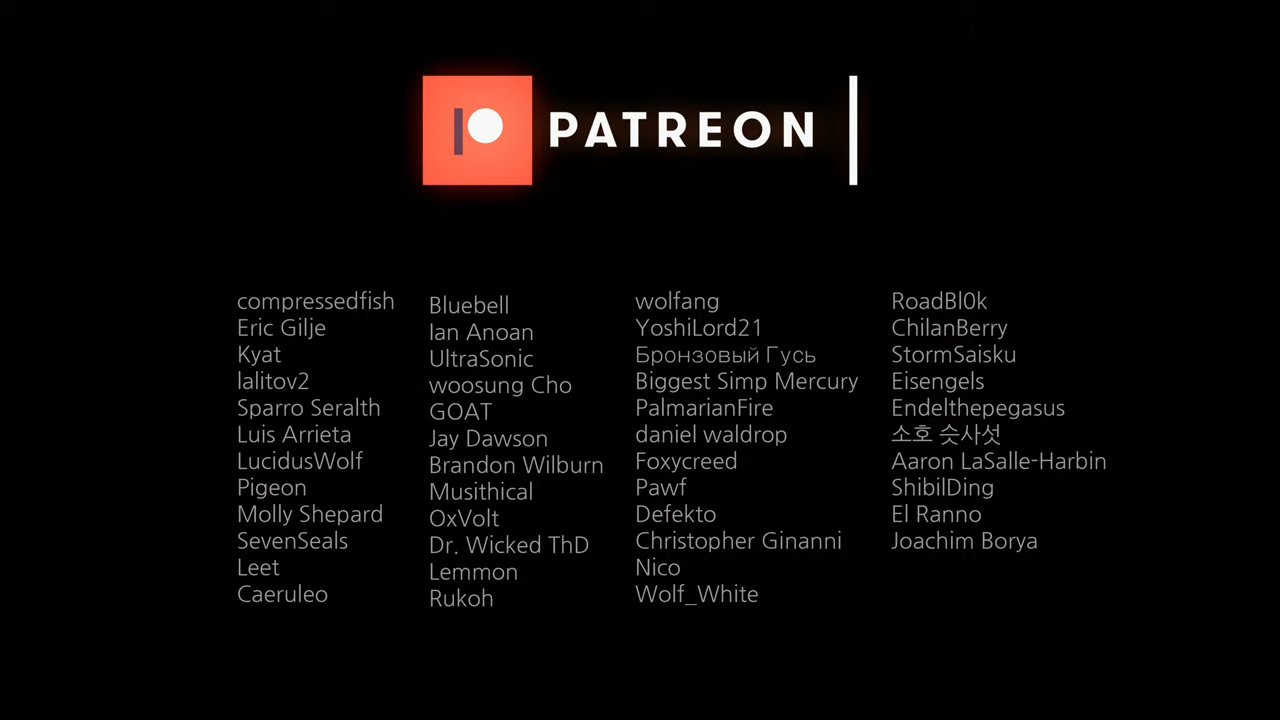 PATREON
compressedfish
Eric Gilje
Kyat
lalitov2
Sparro Seralth
Luis Arrieta
LucidusWolf
Pigeon
Molly Shepard
SevenSeals
Leet
Caeruleo
Bluebell
Ian Anoan
UltraSonic
woosung Cho
GOAT
Jay Dawson
Brandon Wilburn
Musithical
OxVolt
Dr. Wicked ThD
Lemmon
Rukoh
wolfang
YoshiLord21
Бронзовый Гусь
Biggest Simp Mercury
PalmarianFire
daniel waldrop
Foxycreed
Pawf
Defekto
Christopher Ginanni
Nico
Wolf_White
RoadBl0k
ChilanBerry
StormSaisku
Eisengels
Endelthepegasus
소호 슷사섯
Aaron LaSalle-Harbin
ShibilDing
El Ranno
Joachim Borya